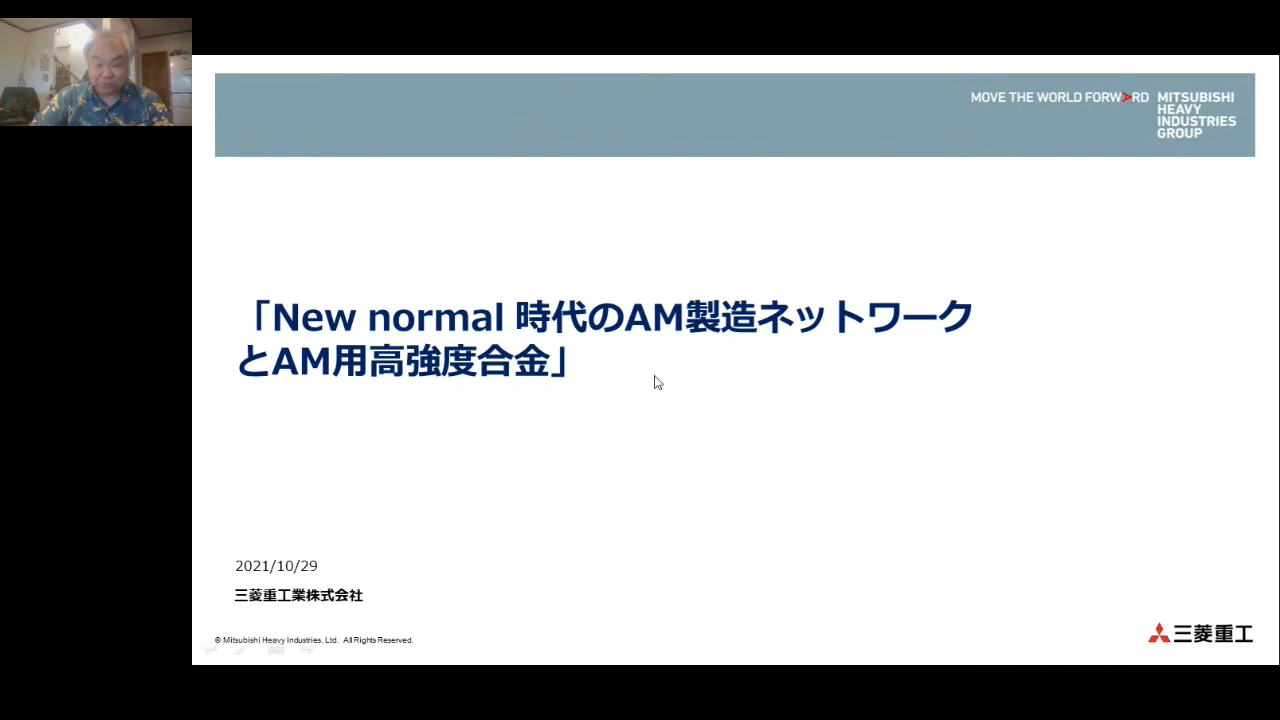 MOVE THE WORLD FORWARD
MITSUBISHI
HEAVY
INDUSTRIES
GROUP
「New normal 時代のAM製造ネットワーク
とAM用高強度合金」
2021/10/29
三菱重工業株式会社
© Mitsubishi Heavy Industries, Ltd. All Rights Reserved.
三菱重工